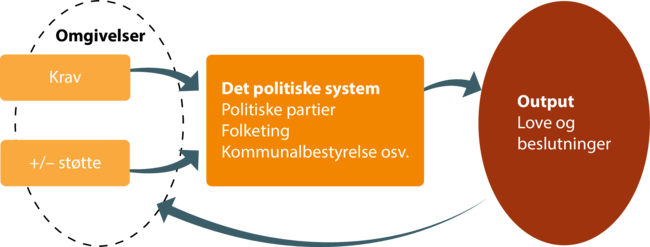 Omgivelser
Krav
+/– støtte
Det politiske system
Politiske partier
Folketing
Kommunalbestyrelse osv.
Output
Love og
beslutninger